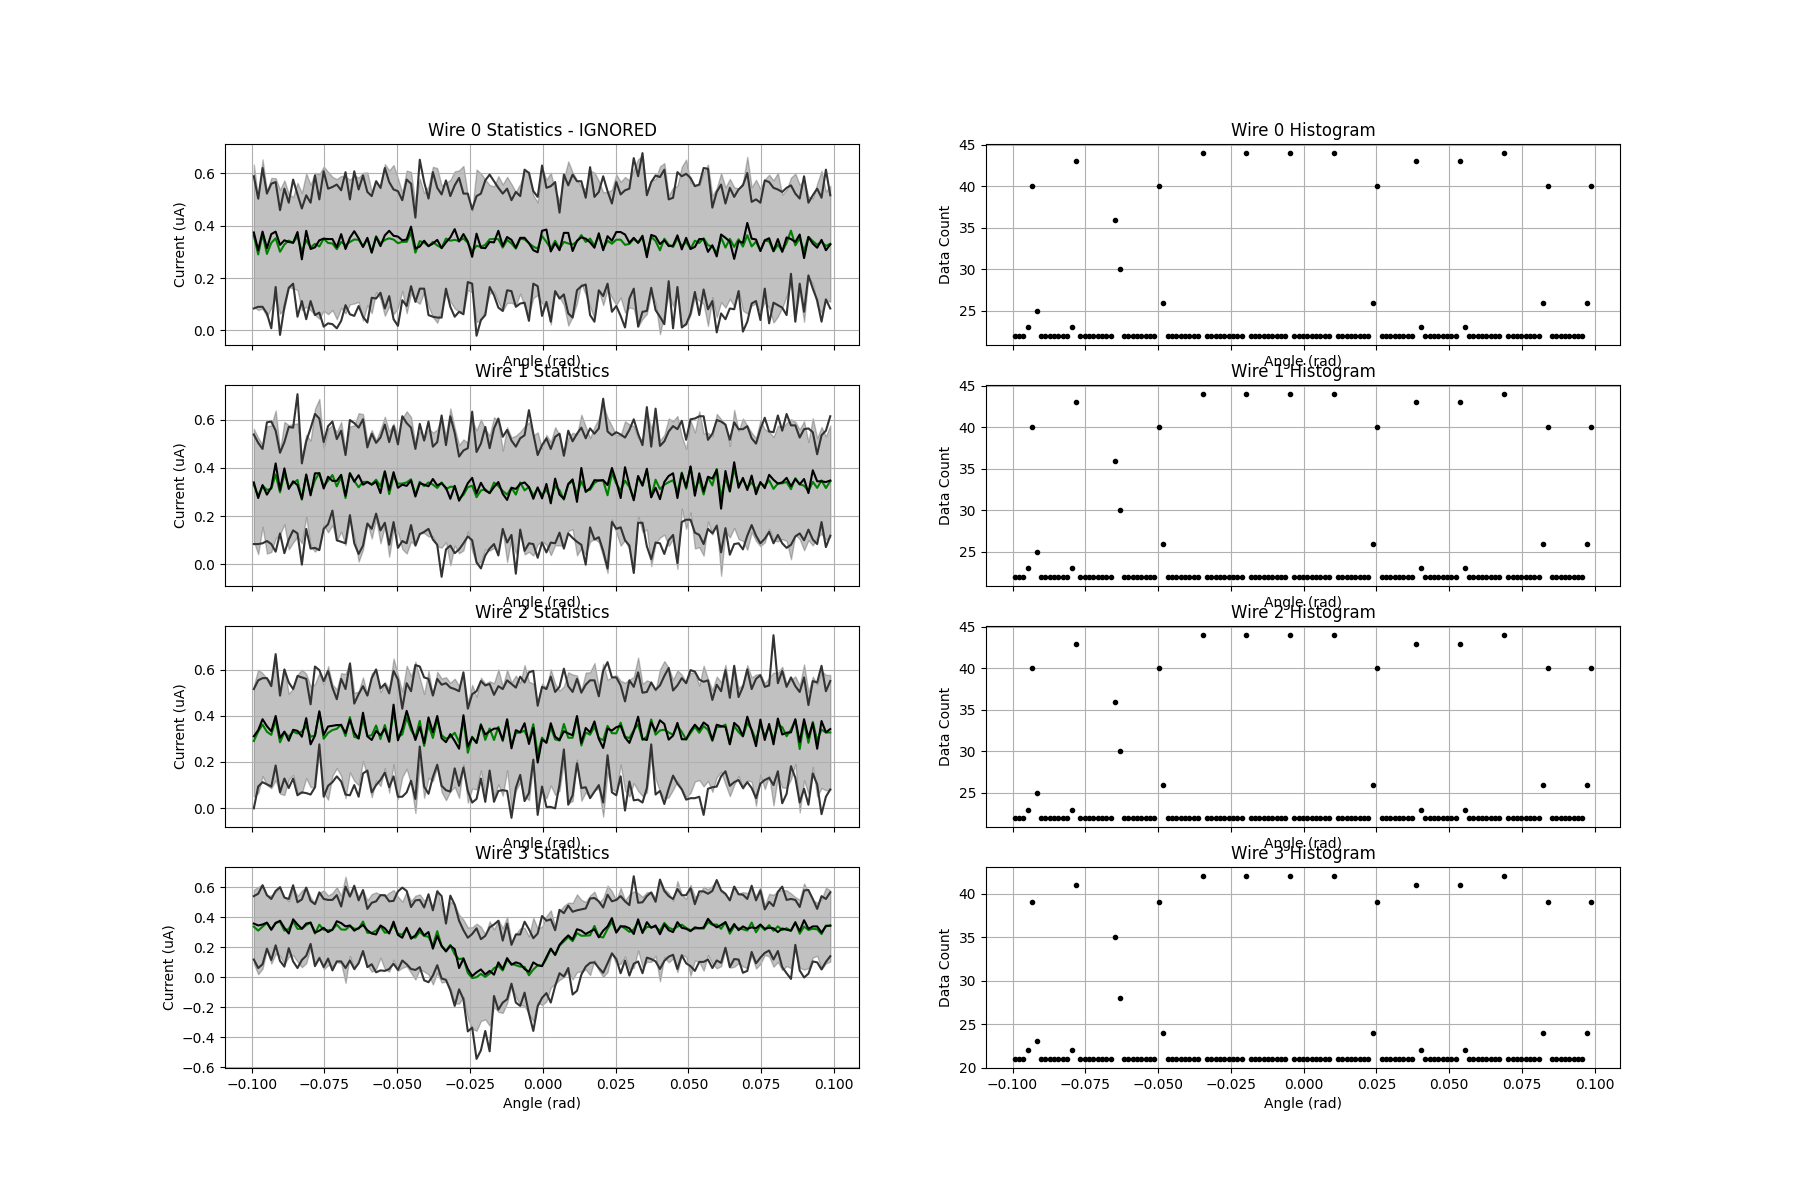 Wire 0 Statistics - IGNORED
Current (uA)
0.6
0.4
0.2
0.0
Angle (rad)
Wire 0 Histogram
Data Count
45
40
35
30
25
Angle (rad)
Wire 1 Statistics
Current (uA)
0.6
0.4
0.2
0.0
Angle (rad)
Wire 1 Histogram
Data Count
45
40
35
30
25
Angle (rad)
Wire 2 Statistics
Current (uA)
0.6
0.4
0.2
0.0
Angle (rad)
Wire 2 Histogram
Data Count
45
40
35
30
25
Angle (rad)
Wire 3 Statistics
Current (uA)
0.6
0.4
0.2
0.0
−0.2
−0.4
−0.6
−0.100 −0.075 −0.050 −0.025 0.000 0.025 0.050 0.075 0.100
Angle (rad)
Wire 3 Histogram
Data Count
40
35
30
25
20
−0.100 −0.075 −0.050 −0.025 0.000 0.025 0.050 0.075 0.100
Angle (rad)